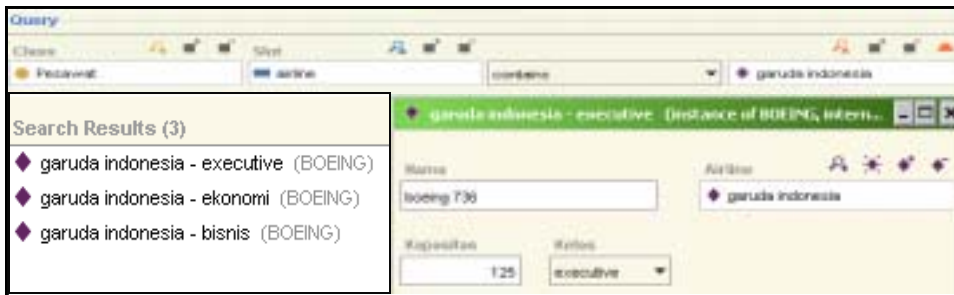 Query
Class Slot
Pesawat airline contains garuda indonesia
Search Results (3)
garuda indonesia - executive (BOEING)
garuda indonesia - ekonomi (BOEING)
garuda indonesia - bisnis (BOEING)
garuda indonesia - executive (instance of BOEING, intern...
Nama Airline
boeing 736 garuda indonesia
Kapasitas Kelas
125 executive